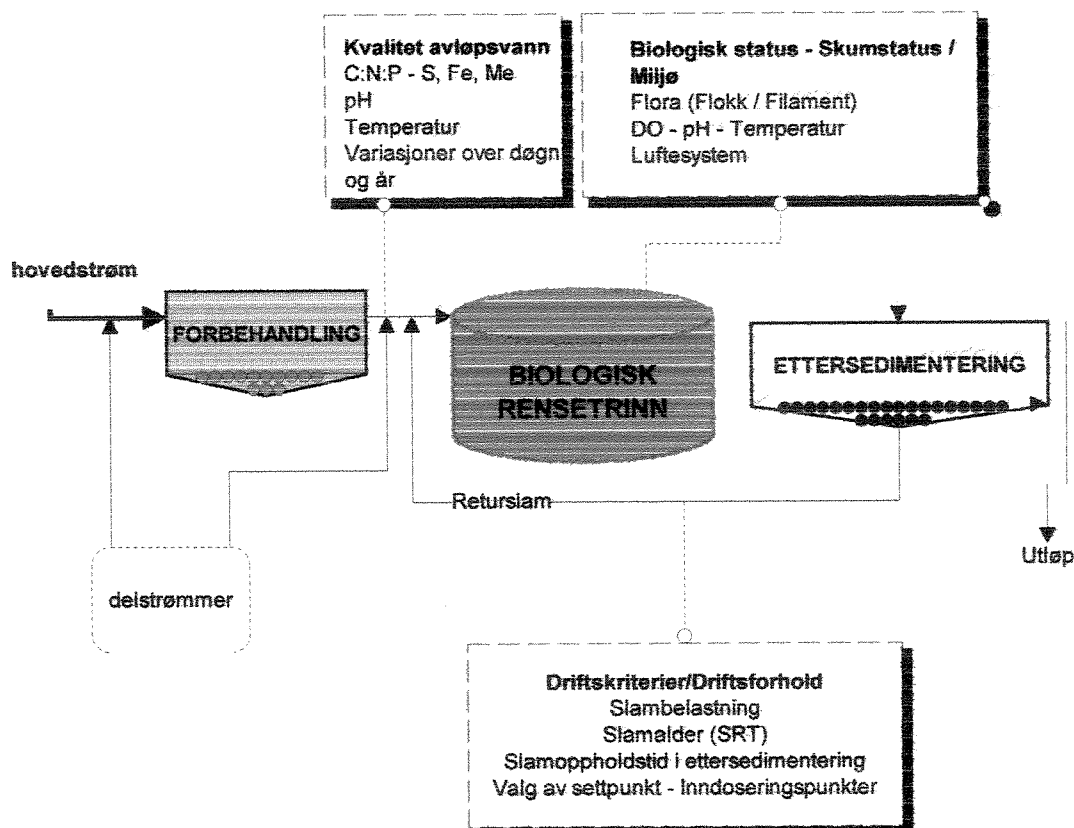 Kvalitet avløpsvann
C:N:P - S, Fe, Me
pH
Temperatur
Variasjoner over døgn
og år
Biologisk status - Skumstatus /
Miljø
Flora (Flokk / Filament)
DO - pH - Temperatur
Luftesystem
hovedstrøm
FORBEHANDLING
BIOLOGISK
RENSETRINN
ETTERSEDIMENTERING
Returslam
Utløp
delstrømmer
Driftskriterier/Driftsforhold
Slambelastning
Slamalder (SRT)
Slamoppholdstid i ettersedimentering
Valg av settpunkt - Inndoseringspunkter